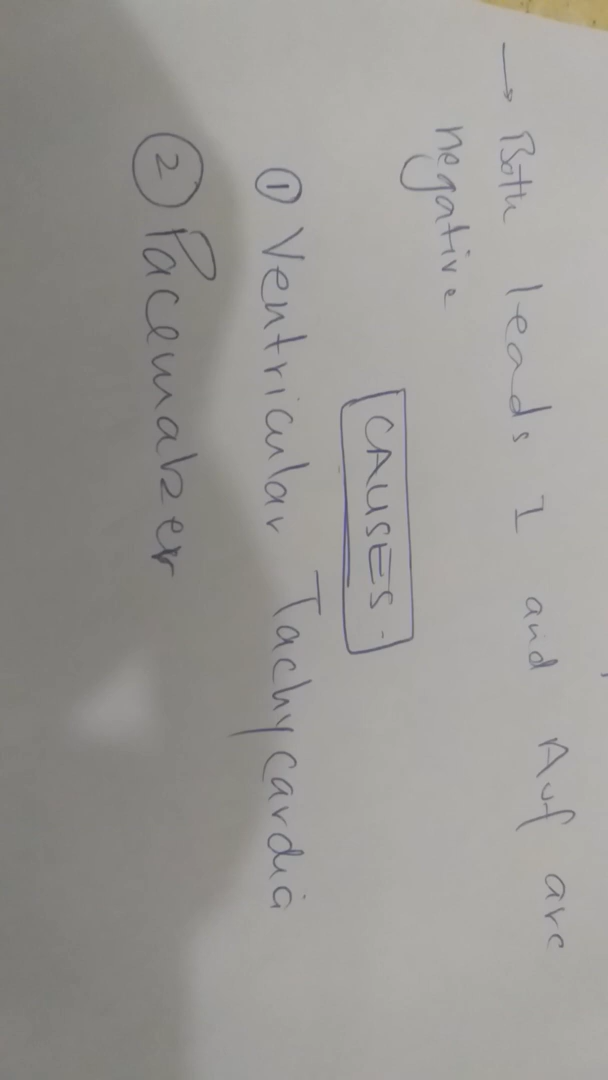 → Both leads I and Avf are
negative
CAUSES-
① Ventricular Tachycardia
② Pacemaker